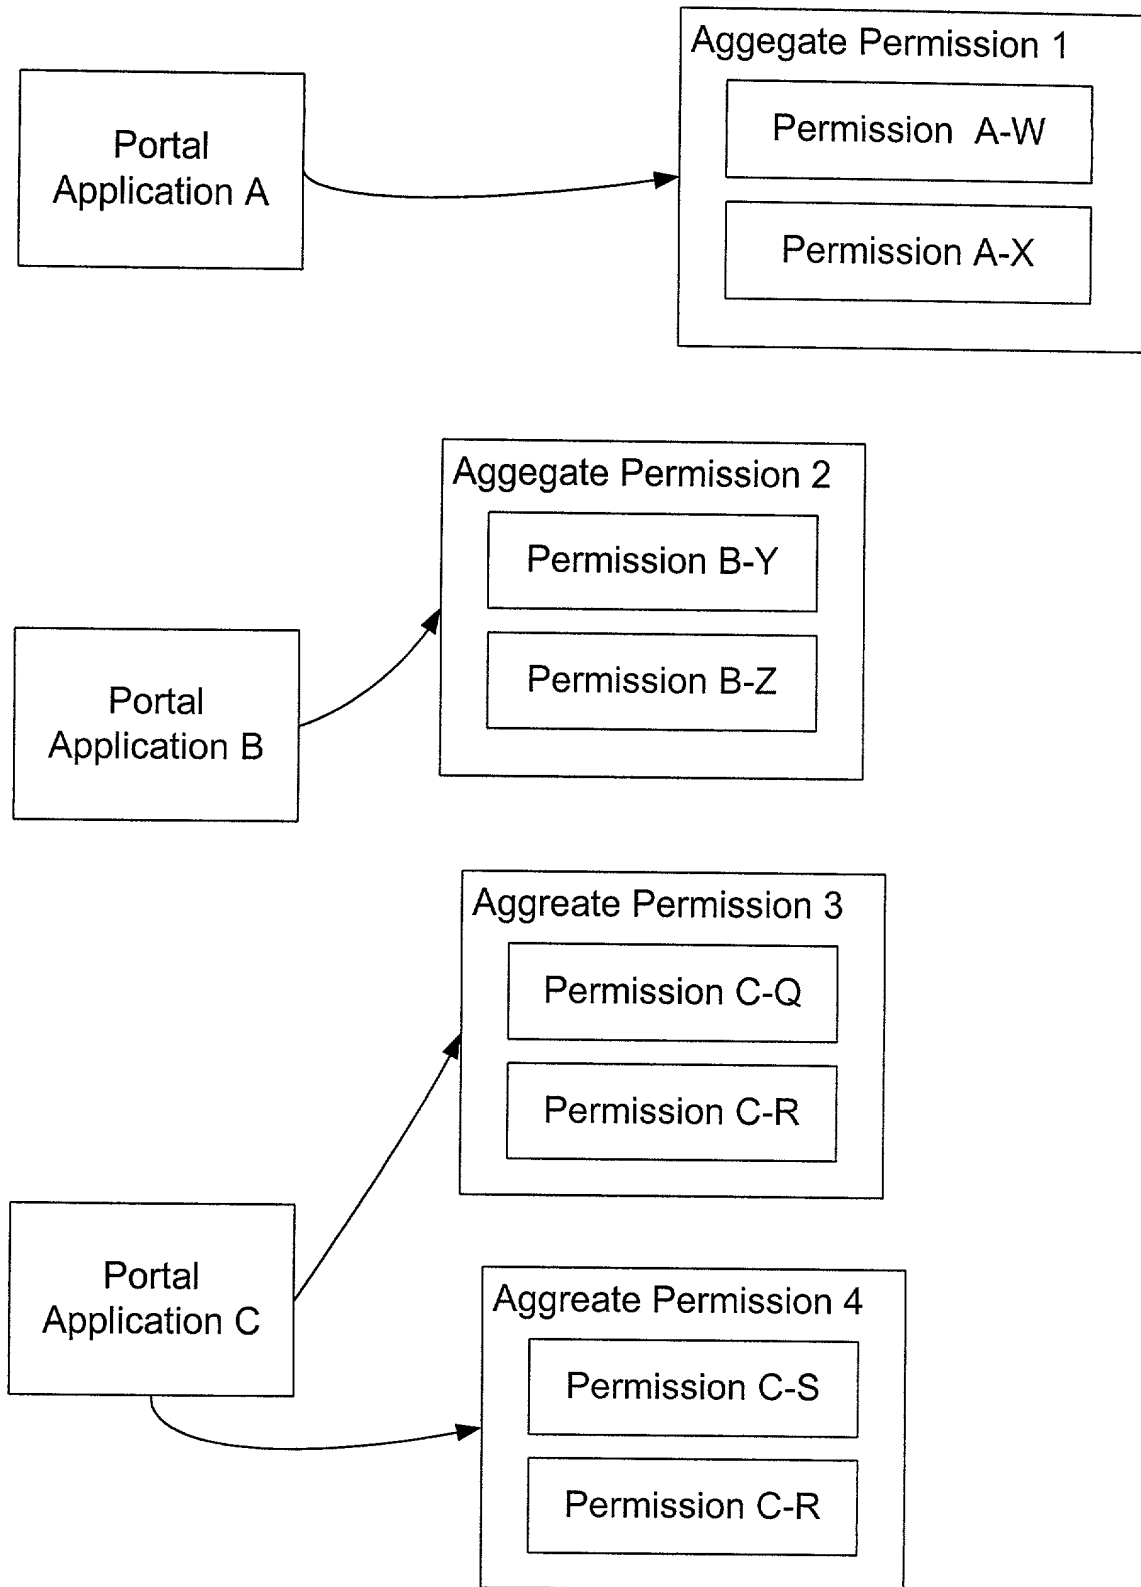 Aggegate Permission 1
Portal
Application A
Permission A-W
Permission A-X
Aggegate Permission 2
Permission B-Y
Permission B-Z
Portal
Application B
Aggreate Permission 3
Permission C-Q
Permission C-R
Portal
Application C
Aggreate Permission 4
Permission C-S
Permission C-R